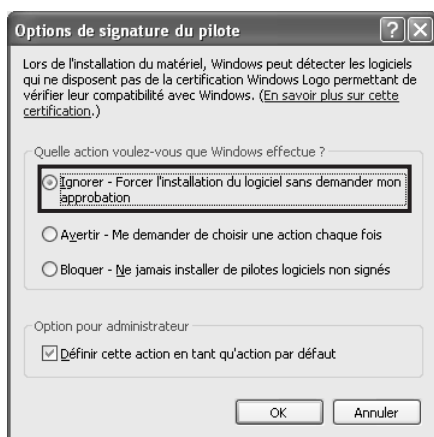 Options de signature du pilote
Lors de l'installation du matériel, Windows peut détecter les logiciels
qui ne disposent pas de la certification Windows Logo permettant de
vérifier leur compatibilité avec Windows. (En savoir plus sur cette
certification.)
Quelle action voulez-vous que Windows effectue ?
Ignorer - Forcer l'installation du logiciel sans demander mon
approbation
Avertir - Me demander de choisir une action chaque fois
Bloquer - Ne jamais installer de pilotes logiciels non signés
Option pour administrateur
Définir cette action en tant qu'action par défaut
OK Annuler